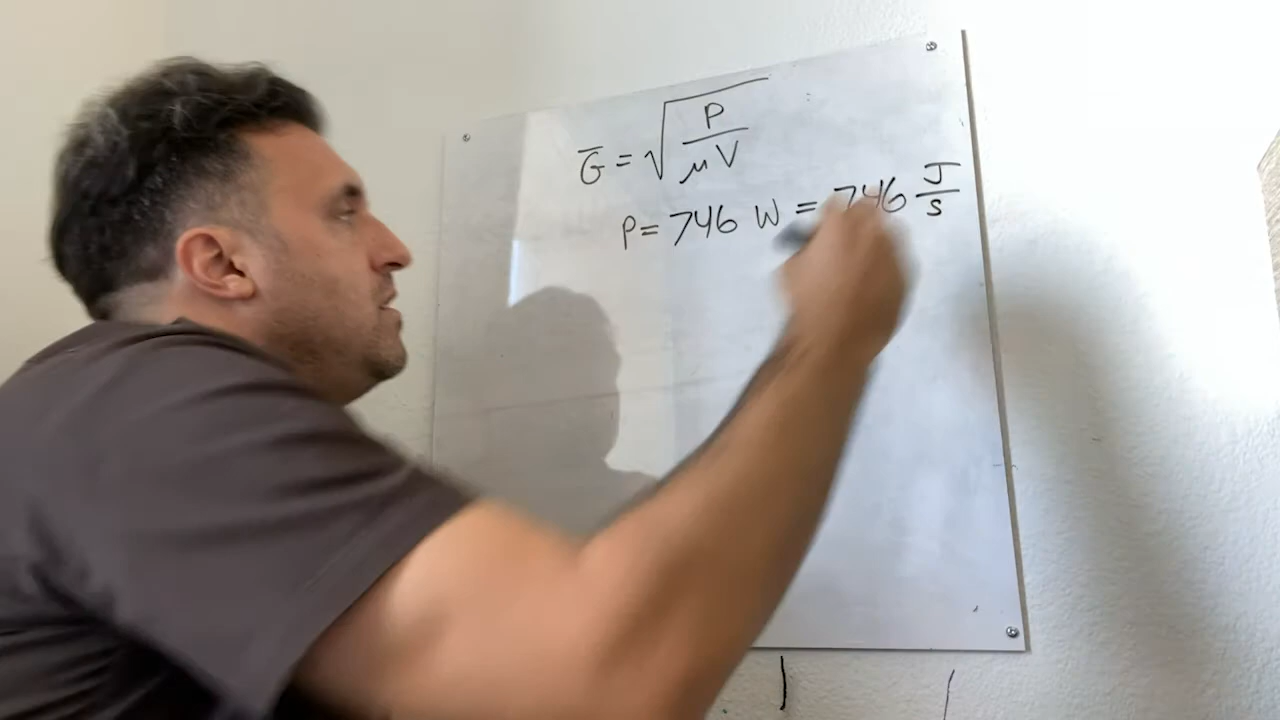 G̅ = √(P / μV)
P = 746 W = 746 J/s